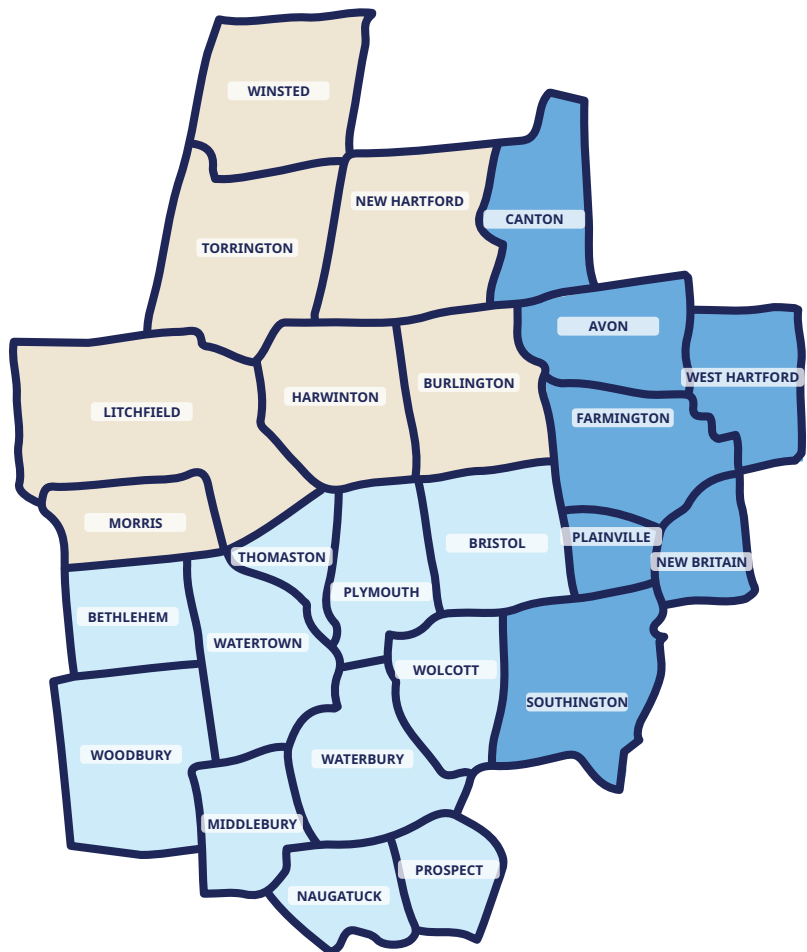 WINSTED
NEW HARTFORD
CANTON
TORRINGTON
AVON
WEST HARTFORD
BURLINGTON
HARWINTON
LITCHFIELD
FARMINGTON
MORRIS
PLAINVILLE
BRISTOL
THOMASTON
NEW BRITAIN
PLYMOUTH
BETHLEHEM
WATERTOWN
WOLCOTT
SOUTHINGTON
WOODBURY
WATERBURY
MIDDLEBURY
PROSPECT
NAUGATUCK